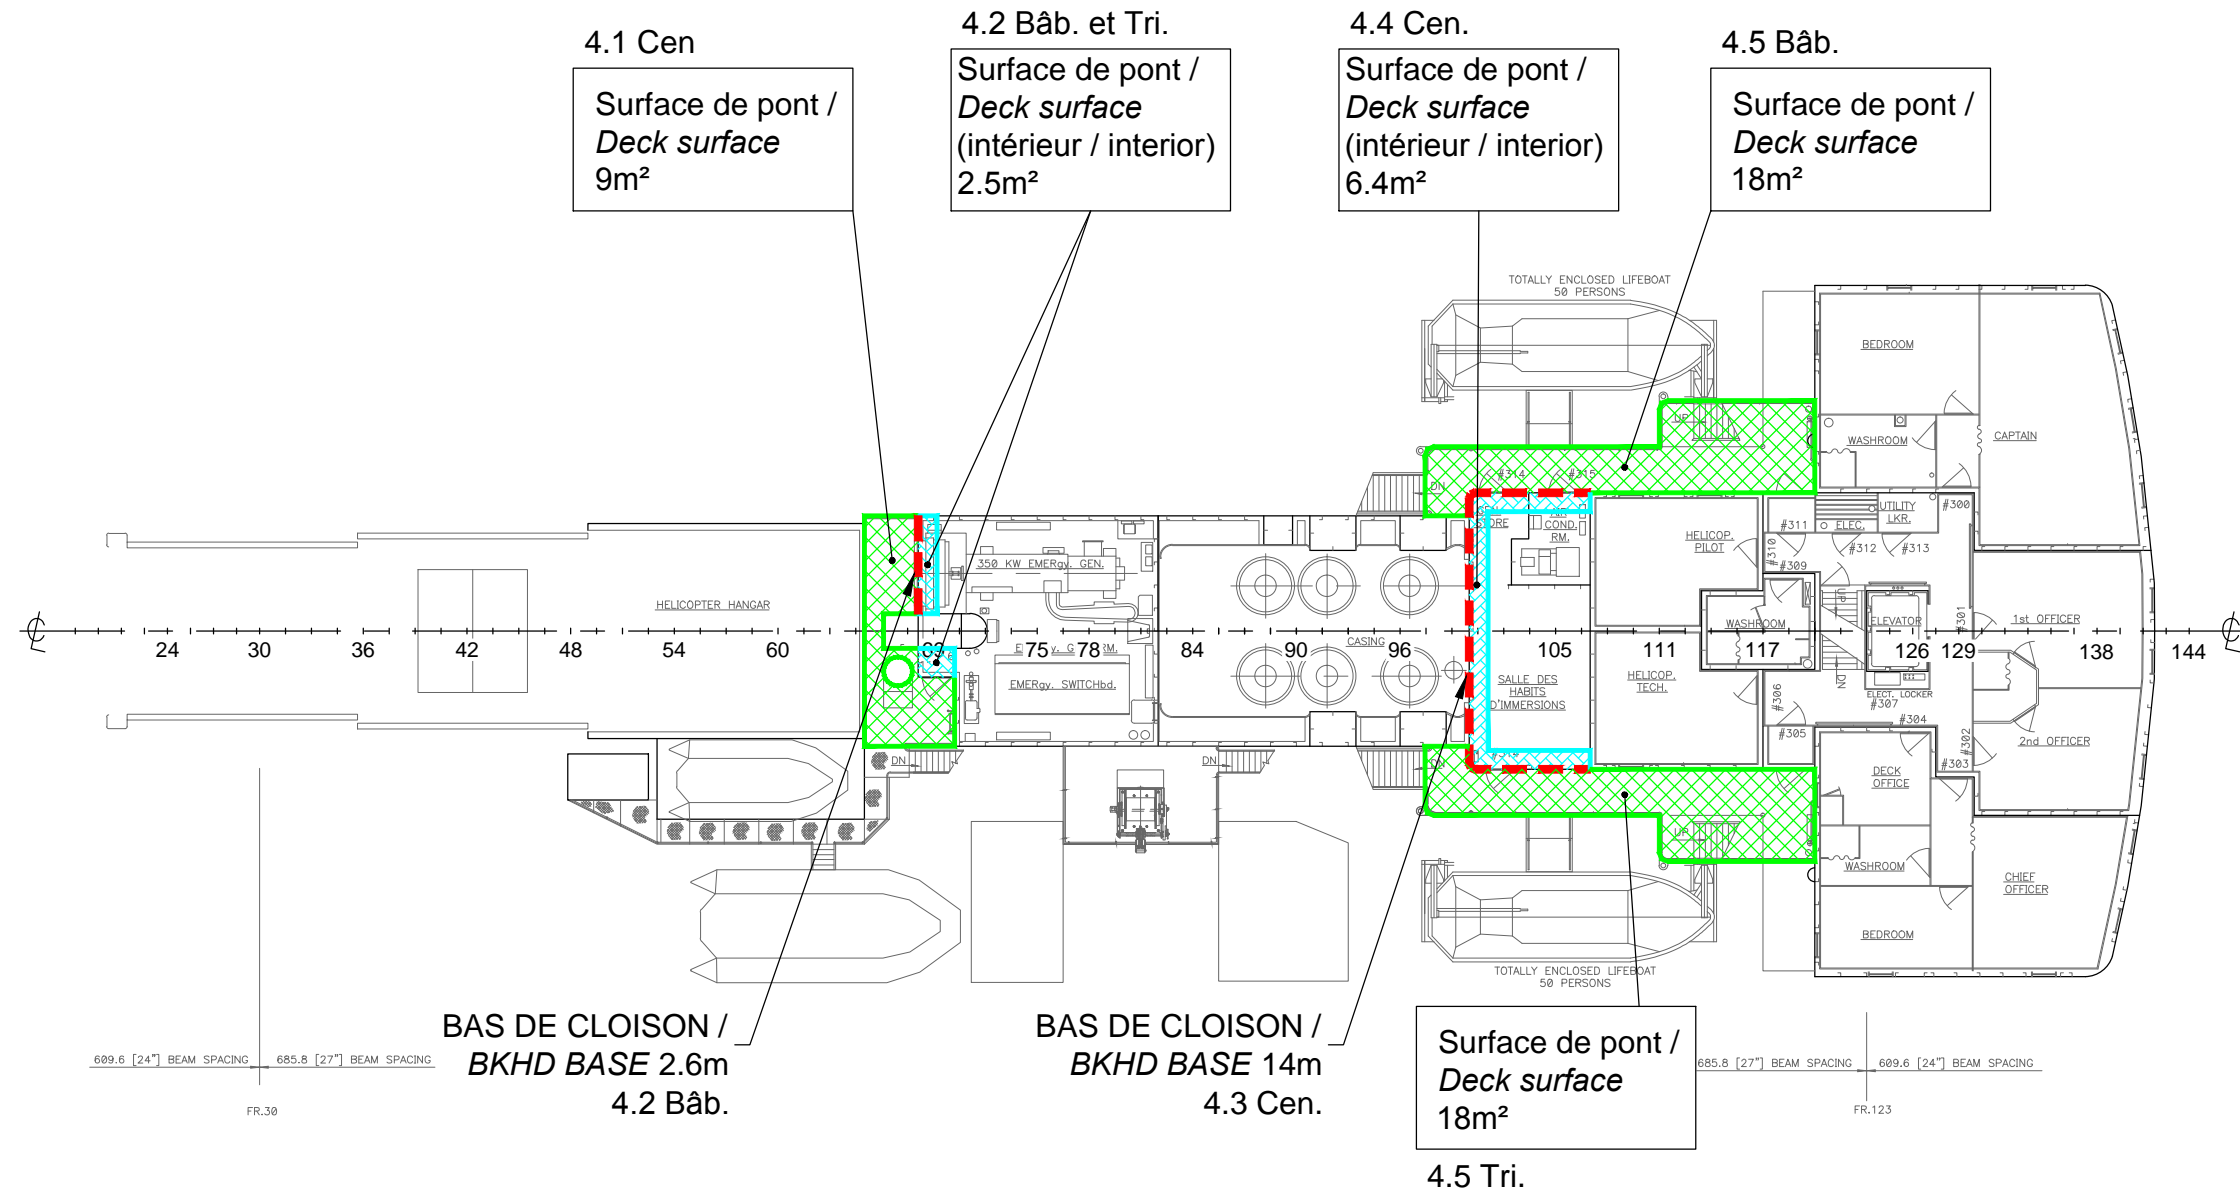 4.1 Cen
Surface de pont /
Deck surface
9m²
4.2 Bâb. et Tri.
Surface de pont /
Deck surface
(intérieur / interior)
2.5m²
4.4 Cen.
Surface de pont /
Deck surface
(intérieur / interior)
6.4m²
4.5 Bâb.
Surface de pont /
Deck surface
18m²
TOTALLY ENCLOSED LIFEBOAT
50 PERSONS
BEDROOM
WASHROOM
CAPTAIN
UP
#314
#315
DN
STORE
COND.
RM.
HELICOP.
PILOT
#311
#310
#309
ELEC.
UTILITY
LKR.
#300
#312
#313
350 KW EMERgy. GEN.
HELICOPTER HANGAR
CASING
WASHROOM
UP
ELEVATOR
#301
1st OFFICER
24 30 36 42 48 54 60 69 75 78 84 90 96 105 111 117 126 129 138 144
EMERgy. SWITCHbd.
SALLE DES
HABITS
D'IMMERSIONS
HELICOP.
TECH.
#306
DN
ELECT. LOCKER
#307
#304
#305
#302
#303
2nd OFFICER
DN
DN
DN
DECK
OFFICE
UP
WASHROOM
CHIEF
OFFICER
BEDROOM
TOTALLY ENCLOSED LIFEBOAT
50 PERSONS
BAS DE CLOISON /
BKHD BASE 2.6m
4.2 Bâb.
BAS DE CLOISON /
BKHD BASE 14m
4.3 Cen.
Surface de pont /
Deck surface
18m²
4.5 Tri.
609.6 [24"] BEAM SPACING
685.8 [27"] BEAM SPACING
FR.30
685.8 [27"] BEAM SPACING
609.6 [24"] BEAM SPACING
FR.123